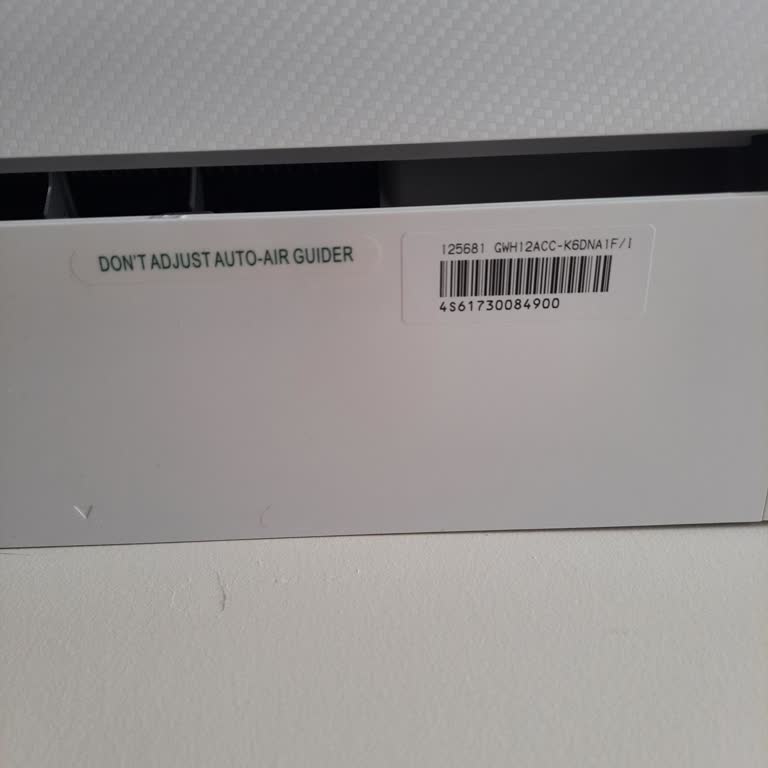 DON'T ADJUST AUTO-AIR GUIDER
125681 GWH12ACC-K6DNA1F/I
4S61730084900